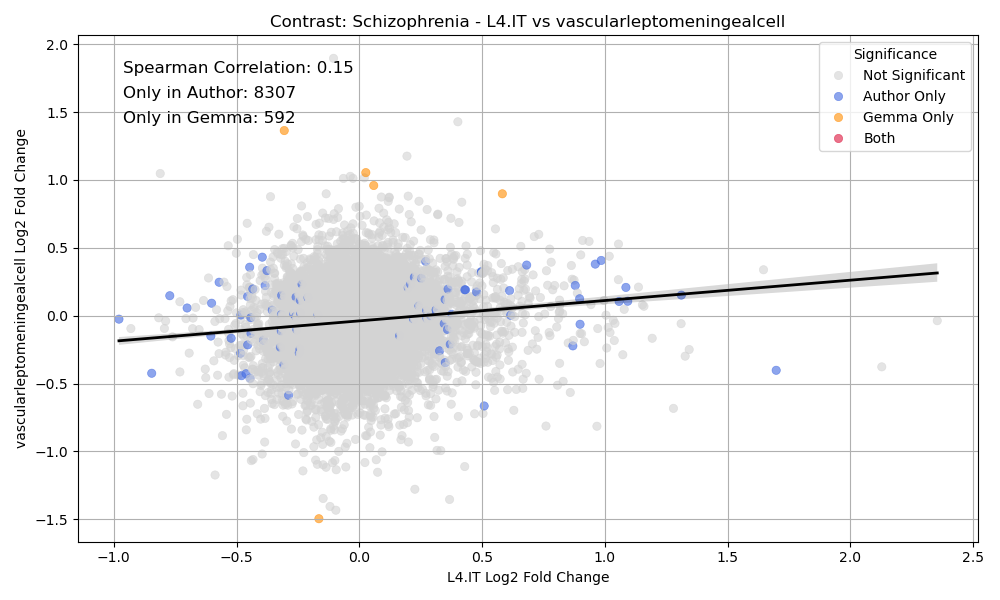 Contrast: Schizophrenia - L4.IT vs vascularleptomeningealcell
Spearman Correlation: 0.15
Only in Author: 8307
Only in Gemma: 592
Significance
Not Significant
Author Only
Gemma Only
Both
vascularleptomeningealcell Log2 Fold Change
2.0
1.5
1.0
0.5
0.0
−0.5
−1.0
−1.5
−1.0 −0.5 0.0 0.5 1.0 1.5 2.0 2.5
L4.IT Log2 Fold Change